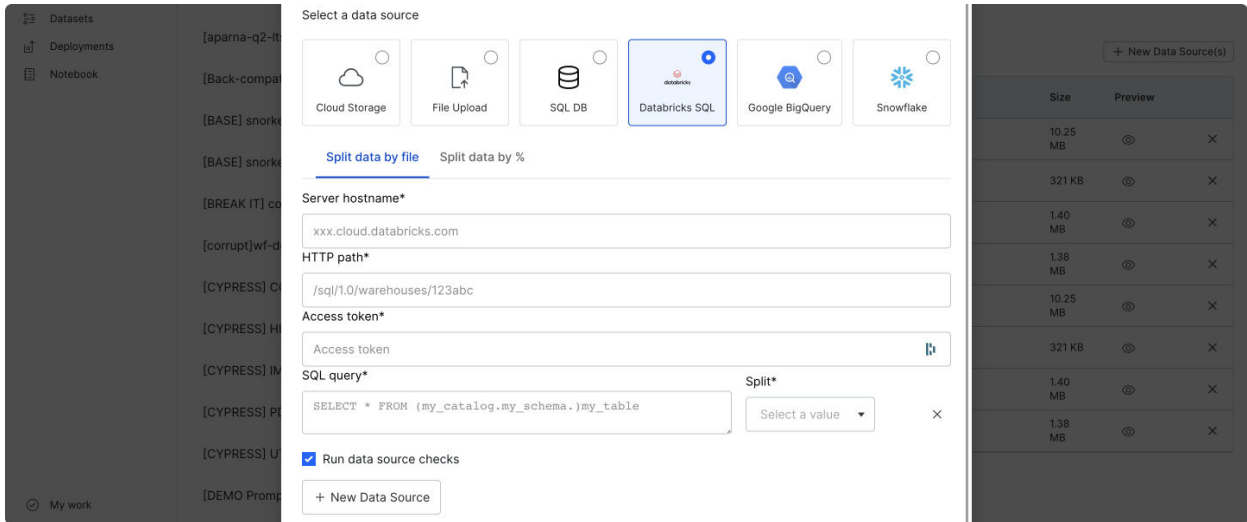 Datasets
Deployments
Notebook
My work
[aparna-q2-lt
[Back-compat
[BASE] snorke
[BASE] snorke
[BREAK IT] co
[corrupt]wf-d
[CYPRESS] C
[CYPRESS] H
[CYPRESS] IM
[CYPRESS] P
[CYPRESS] U
[DEMO Promp
Select a data source
Cloud Storage
File Upload
SQL DB
databricks
Databricks SQL
Google BigQuery
Snowflake
Split data by file Split data by %
Server hostname*
xxx.cloud.databricks.com
HTTP path*
/sql/1.0/warehouses/123abc
Access token*
Access token
SQL query* Split*
SELECT * FROM (my_catalog.my_schema.)my_table Select a value
Run data source checks
+ New Data Source
+ New Data Source(s)
Size Preview
10.25
MB
321 KB
1.40
MB
1.38
MB
10.25
MB
321 KB
1.40
MB
1.38
MB